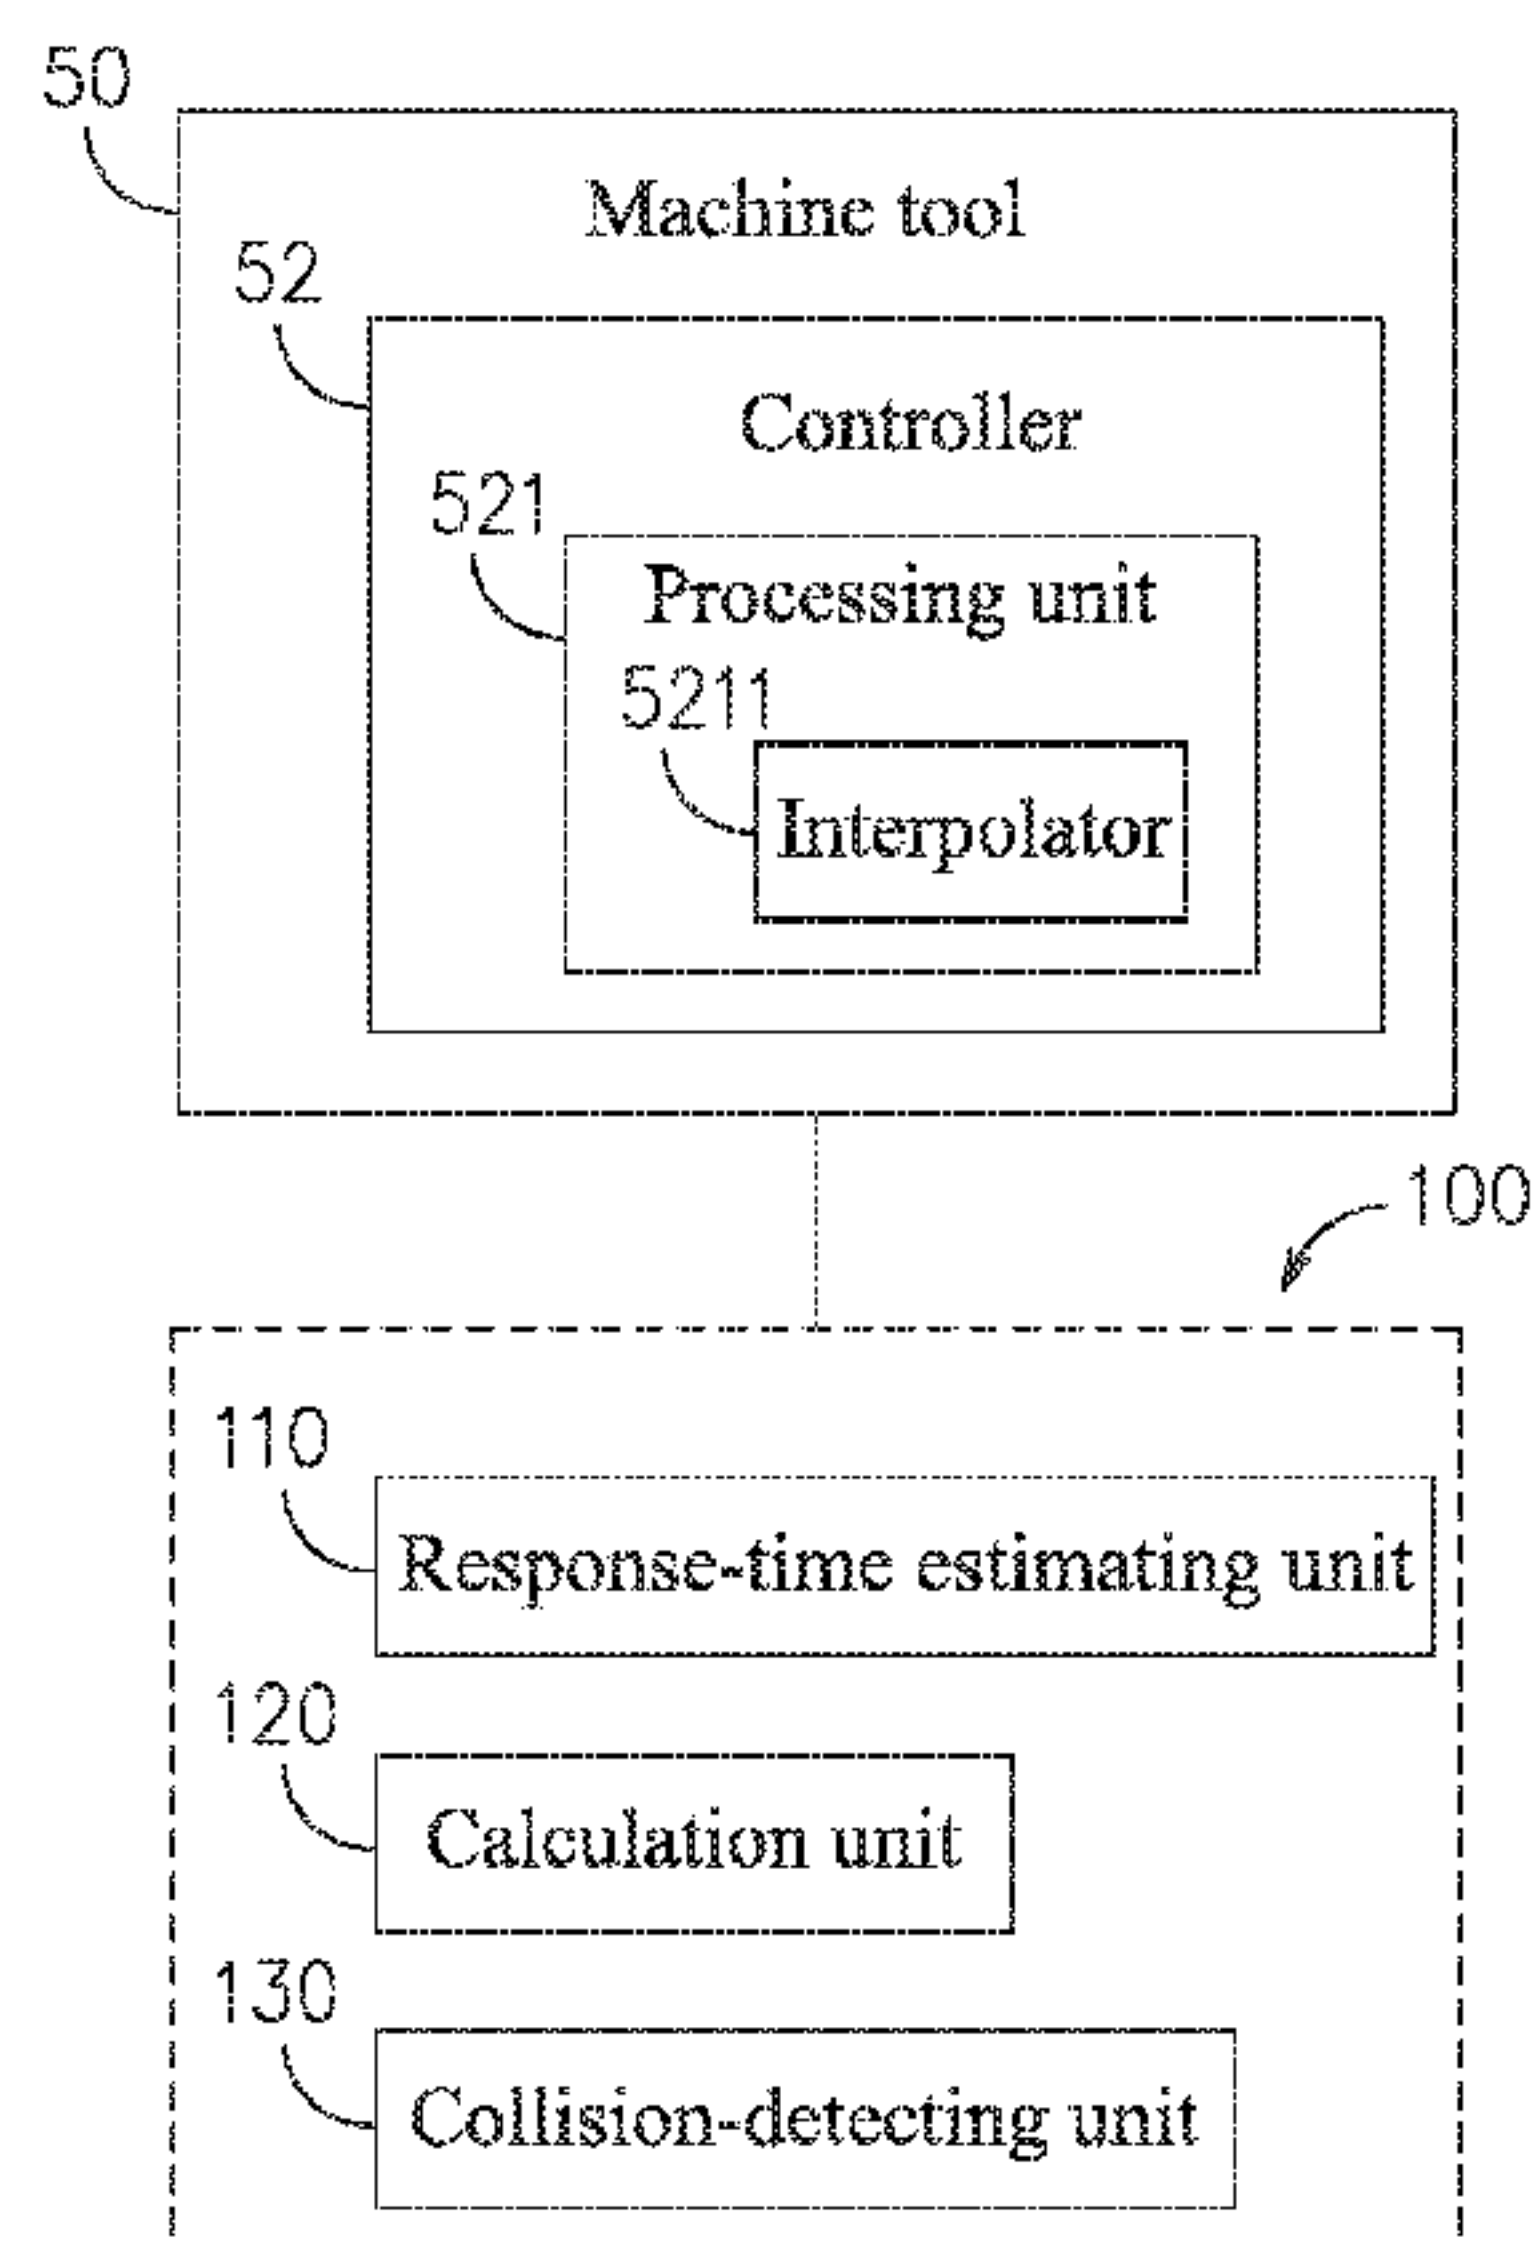 50
Machine tool
52
Controller
521
Processing unit
5211
Interpolator
100
110
Response-time estimating unit
120
Calculation unit
130
Collision-detecting unit